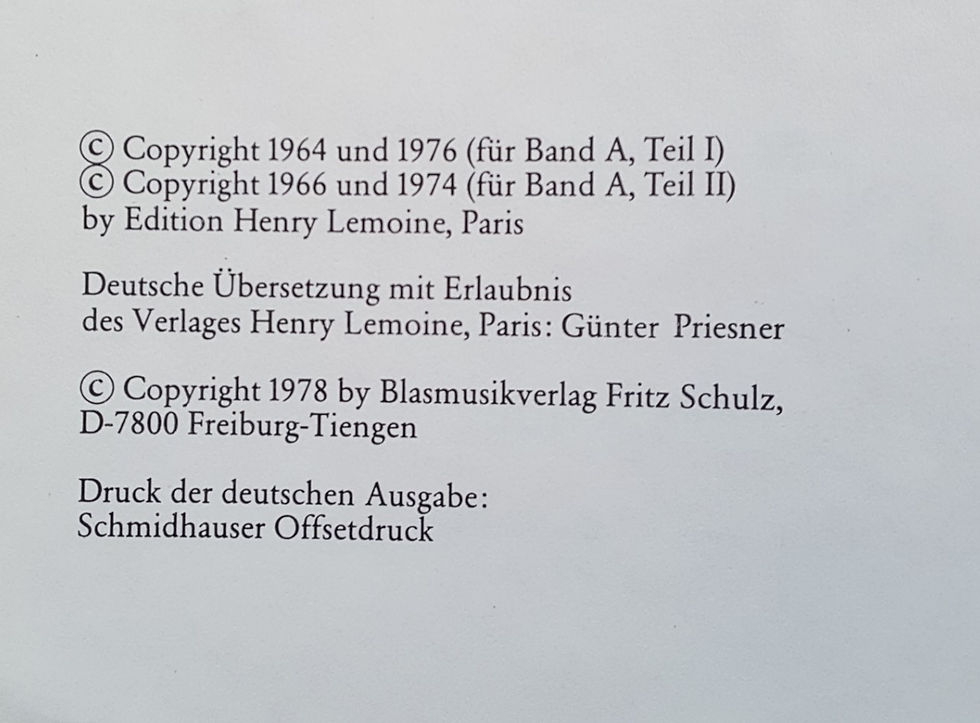 © Copyright 1964 und 1976 (für Band A, Teil I)
© Copyright 1966 und 1974 (für Band A, Teil II)
by Edition Henry Lemoine, Paris
Deutsche Übersetzung mit Erlaubnis
des Verlages Henry Lemoine, Paris: Günter Priesner
© Copyright 1978 by Blasmusikverlag Fritz Schulz,
D-7800 Freiburg-Tiengen
Druck der deutschen Ausgabe:
Schmidhauser Offsetdruck